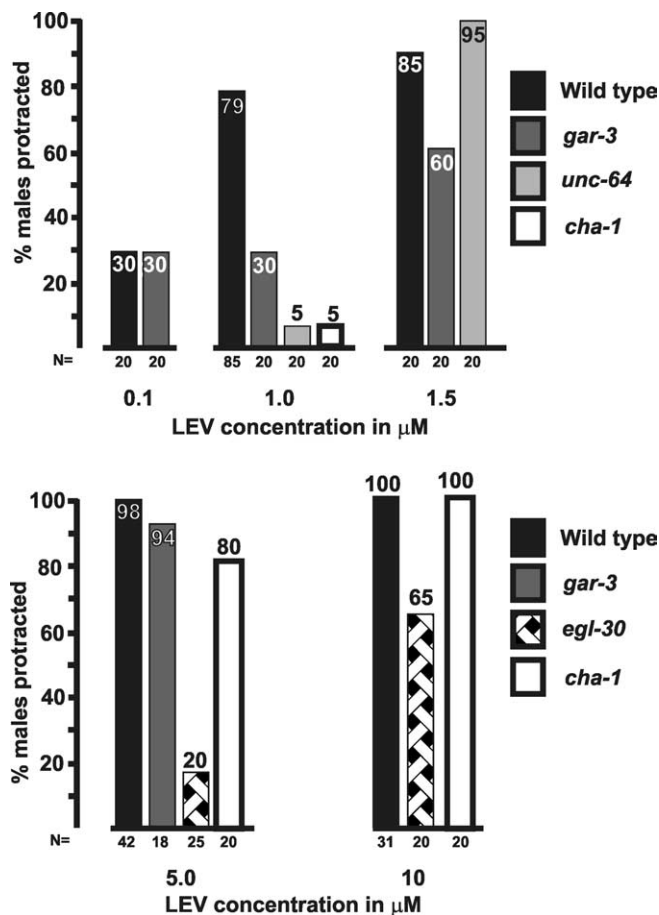 100
80
60
40
20
% males protracted
30
30
79
30
5
5
85
60
95
Wild type
gar-3
unc-64
cha-1
N=
20 20
85 20 20 20
20 20 20
0.1
1.0
1.5
LEV concentration in µM
100
80
60
40
20
% males protracted
98
94
20
80
100
65
100
Wild type
gar-3
egl-30
cha-1
N=
42 18 25 20
31 20 20
5.0
10
LEV concentration in µM